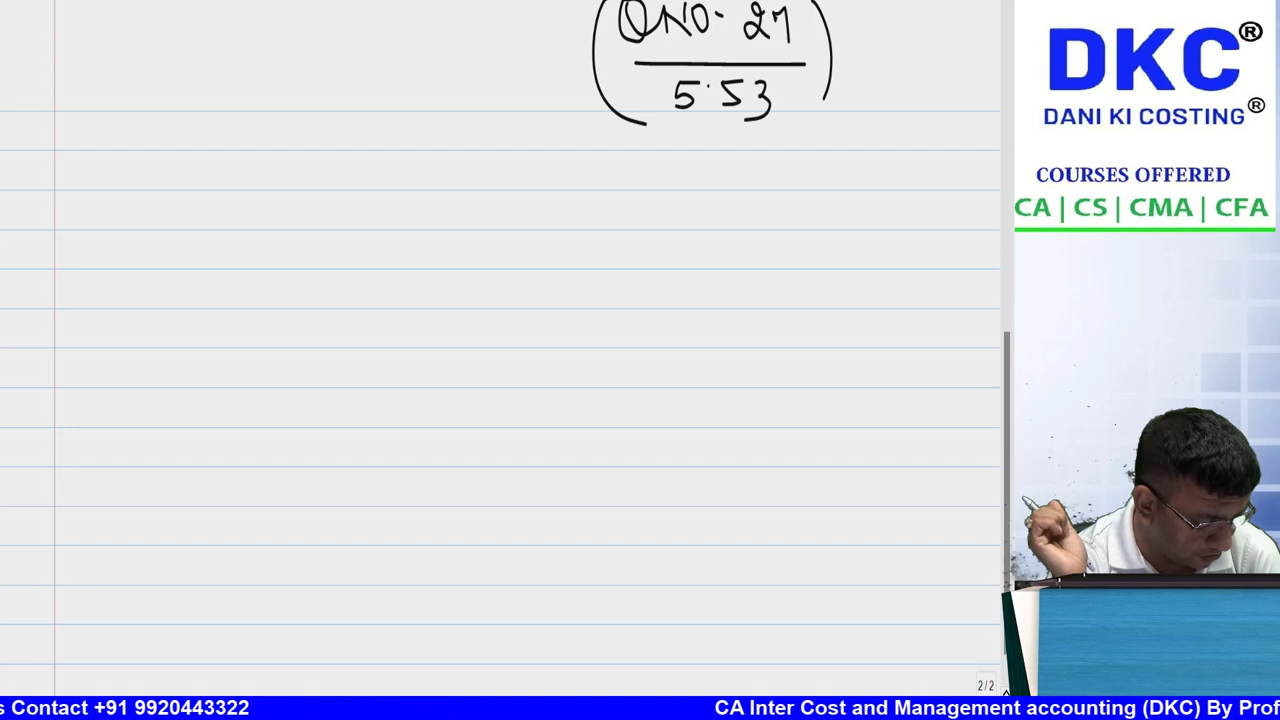 QNO. 27
5.53
DKC®
DANI KI COSTING®
COURSES OFFERED
CA | CS | CMA | CFA
2/2
s Contact +91 9920443322
CA Inter Cost and Management accounting (DKC) By Prof